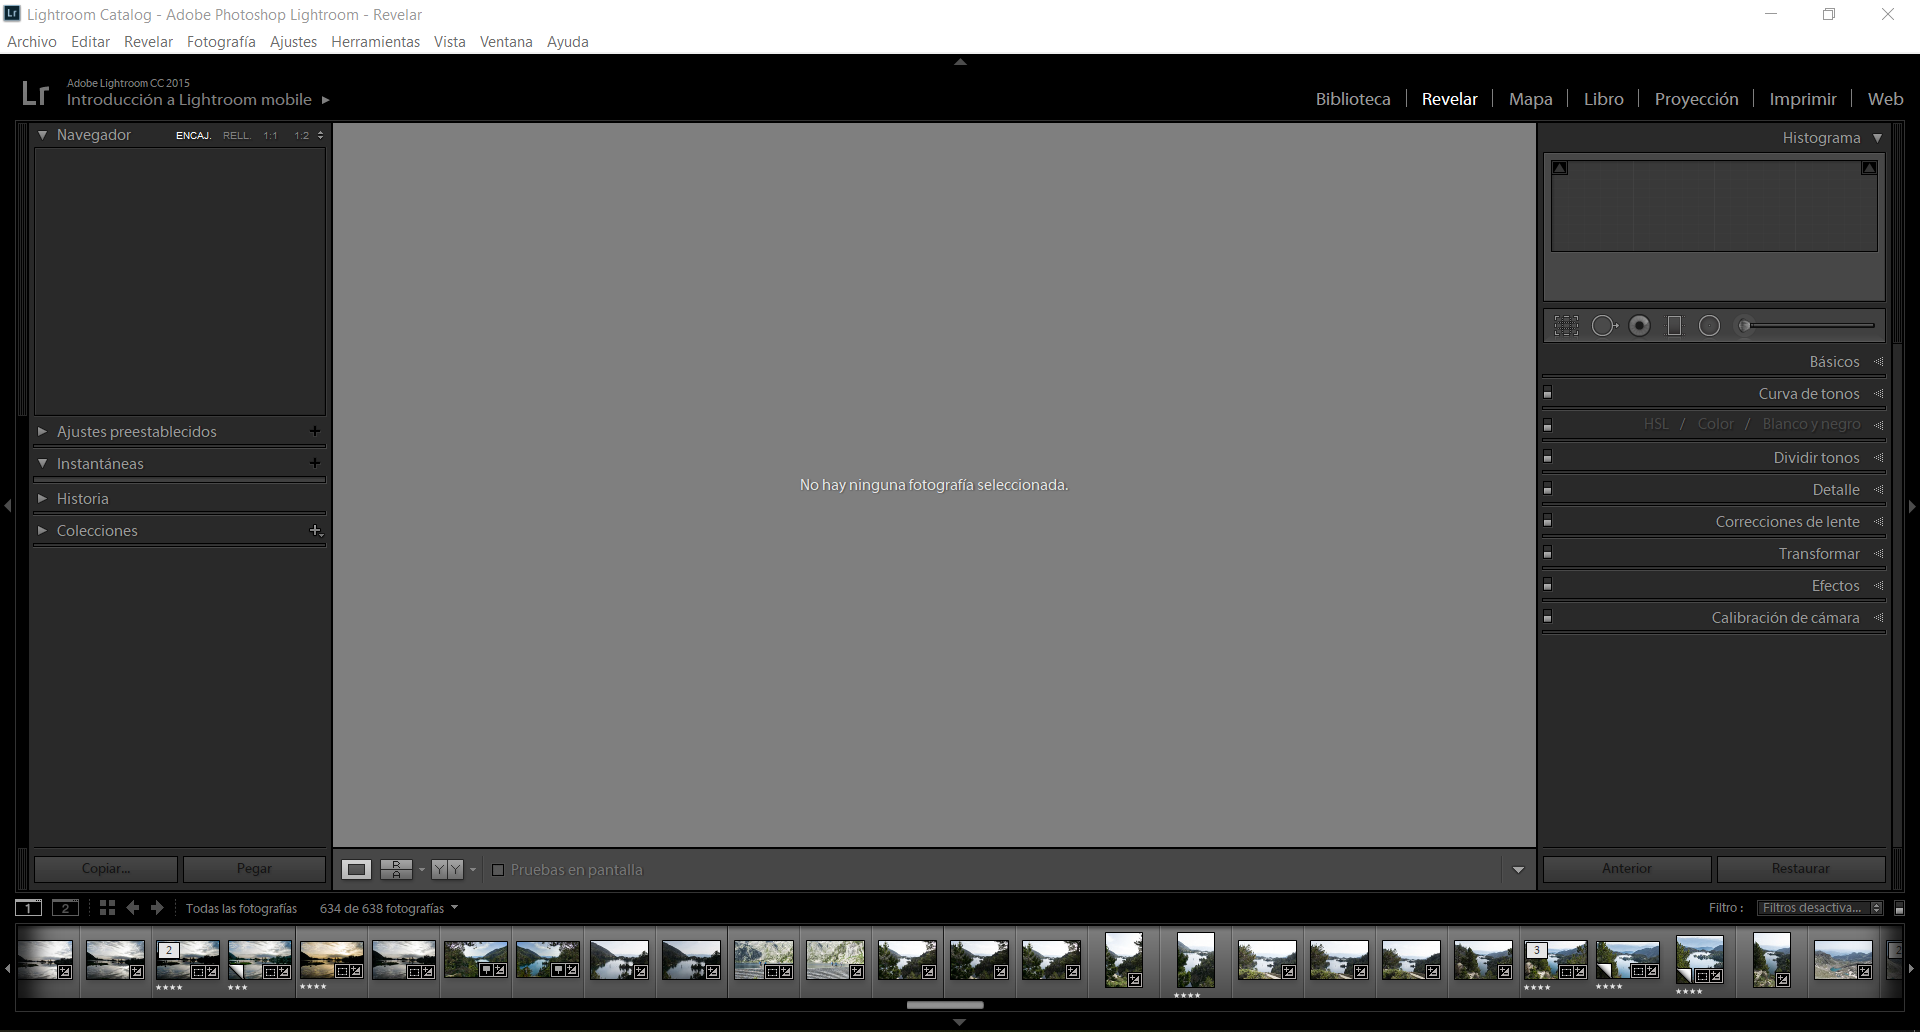 Lr Lightroom Catalog - Adobe Photoshop Lightroom - Revelar
Archivo Editar Revelar Fotografía Ajustes Herramientas Vista Ventana Ayuda
Lr
Adobe Lightroom CC 2015
Introducción a Lightroom mobile
Biblioteca Revelar Mapa Libro Proyección Imprimir Web
Navegador ENCAJ. RELL. 1:1 1:2
Histograma
Básicos
Curva de tonos
HSL / Color / Blanco y negro
Dividir tonos
Detalle
Correcciones de lente
Transformar
Efectos
Calibración de cámara
Ajustes preestablecidos
Instantáneas
Historia
Colecciones
No hay ninguna fotografía seleccionada.
Copiar... Pegar
R A Y Y Pruebas en pantalla
Anterior Restaurar
1 2 Todas las fotografías 634 de 638 fotografías
Filtro : Filtros desactiva...
2 3 2